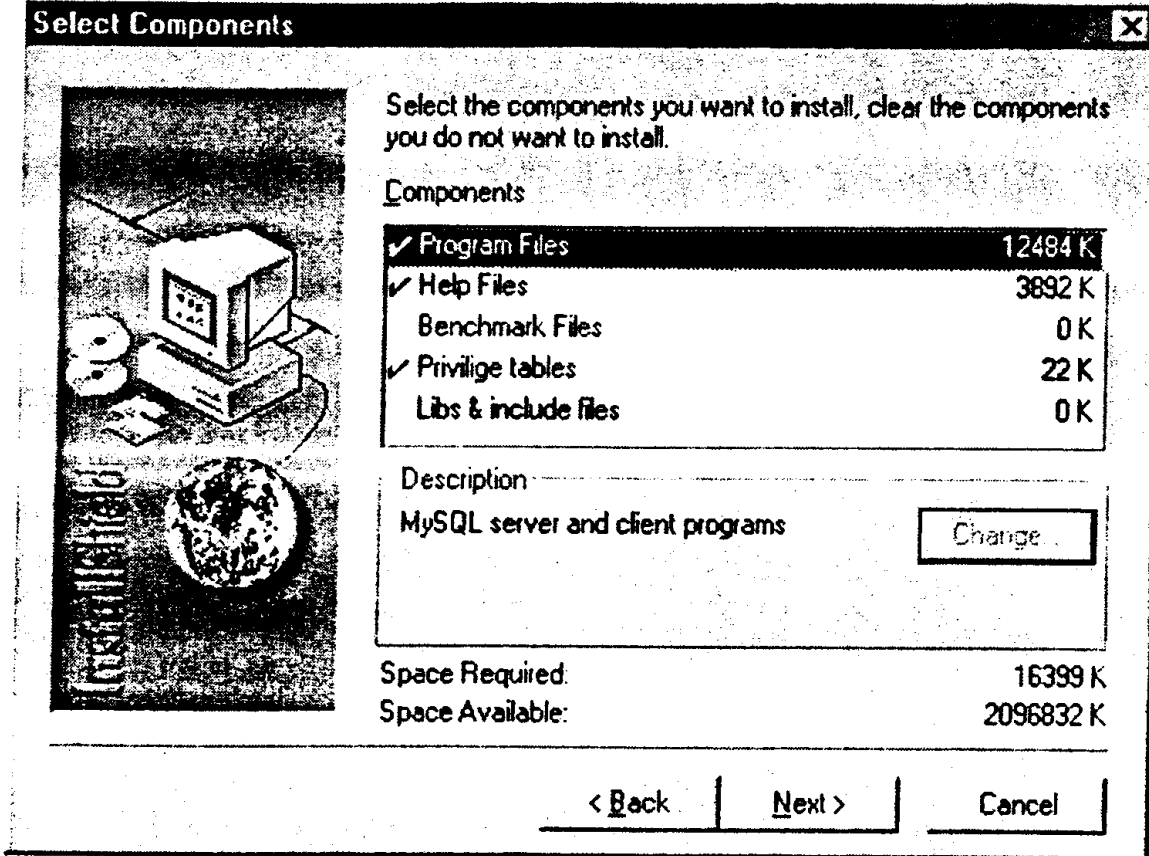 Select Components
Select the components you want to install, clear the components
you do not want to install.
Components
Program Files 12484 K
Help Files 3892 K
Benchmark Files 0 K
Privilige tables 22 K
Libs & include files 0 K
Description
MySQL server and client programs
Change...
InstallShield
Space Required: 16399 K
Space Available: 2096832 K
< Back
Next >
Cancel